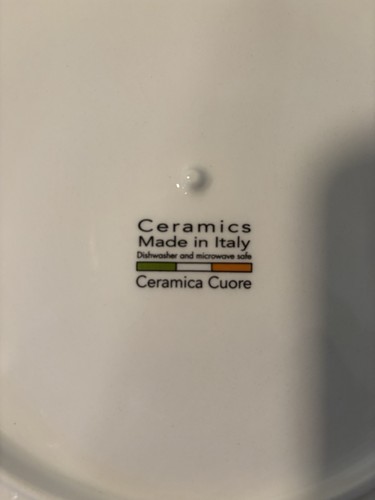 Ceramics
Made in Italy
Dishwasher and microwave safe
Ceramica Cuore